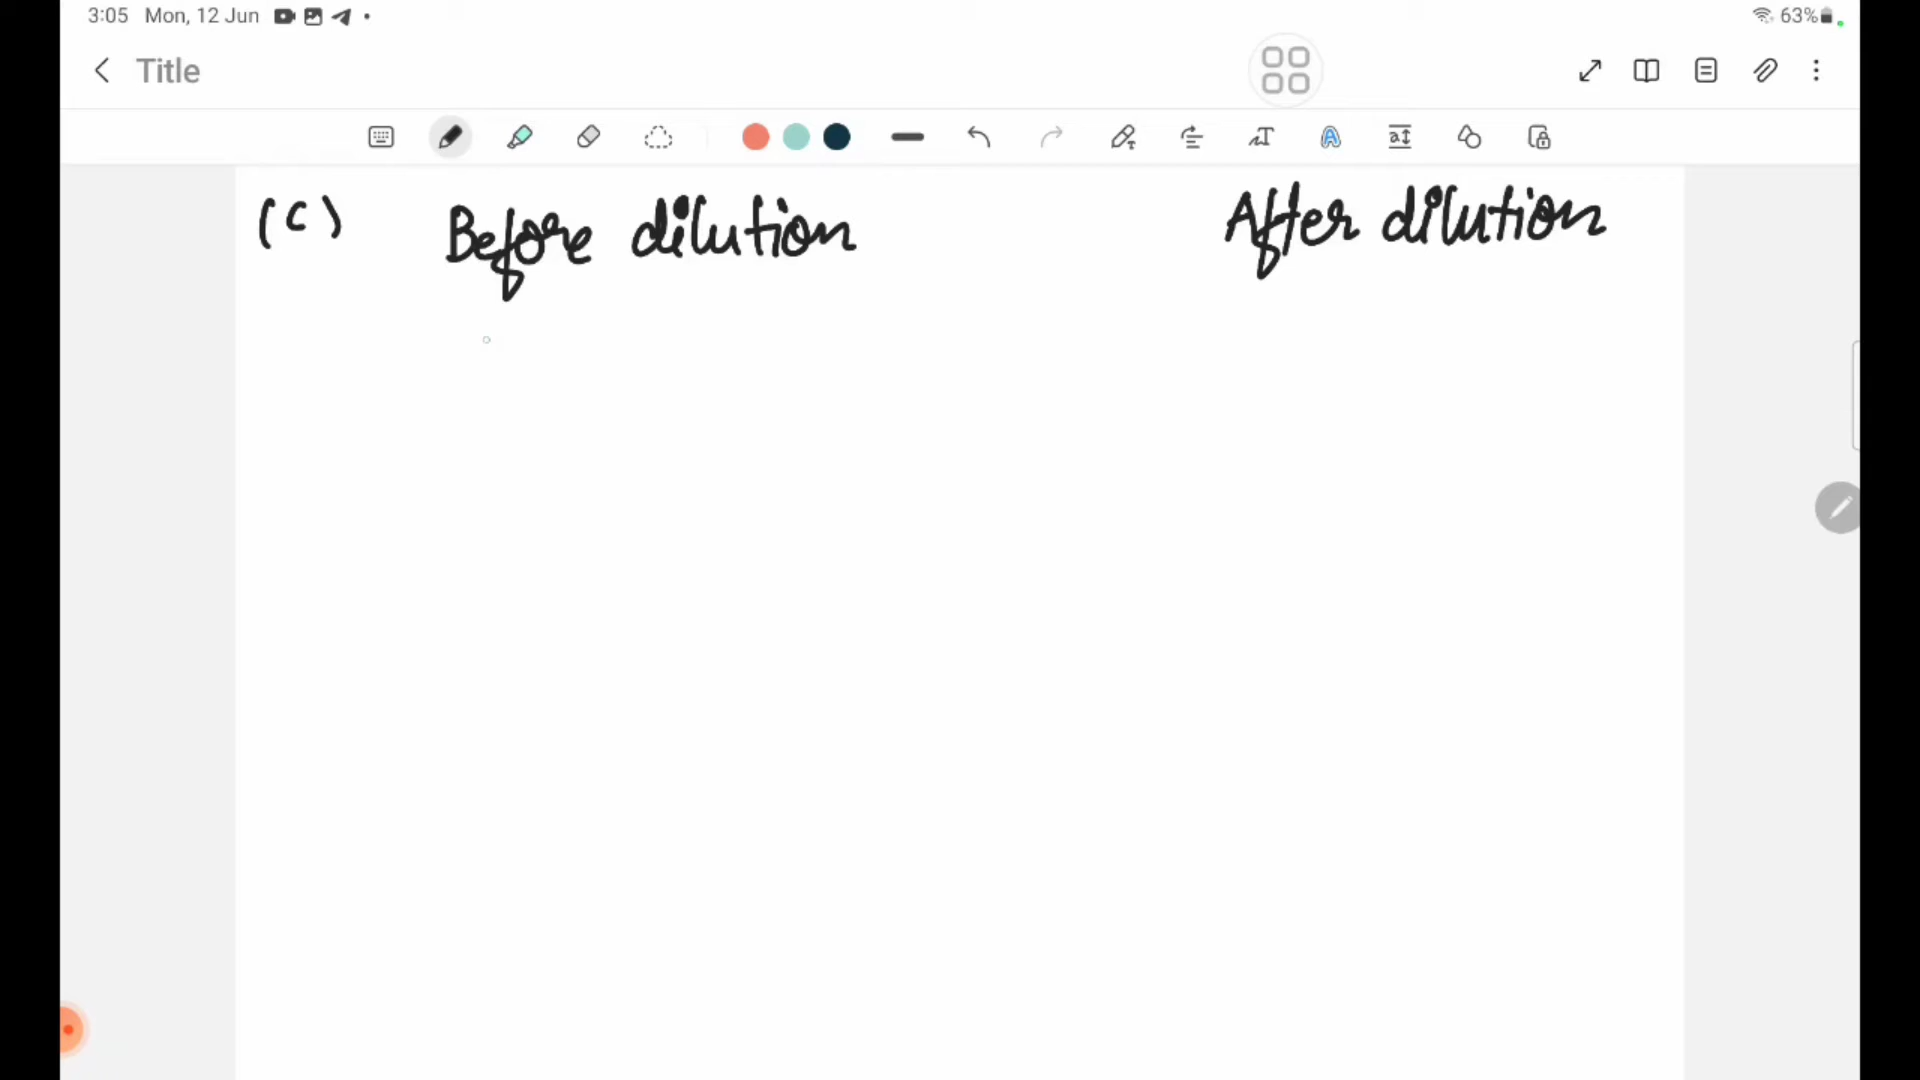 3:05 Mon, 12 Jun 63%
Title
(c) Before dilution After dilution